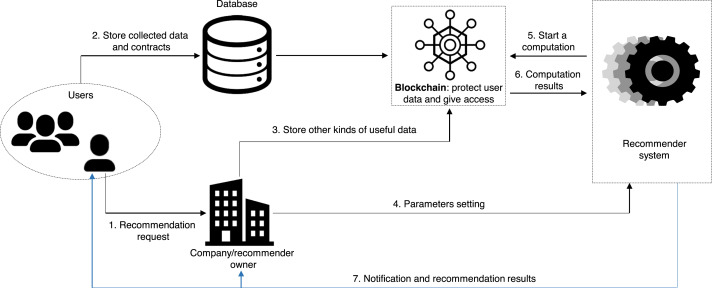 Database
2. Store collected data
and contracts
5. Start a
computation
Users
Blockchain: protect user
data and give access
6. Computation
results
3. Store other kinds of useful data
Recommender
system
4. Parameters setting
1. Recommendation
request
Company/recommender
owner
7. Notification and recommendation results